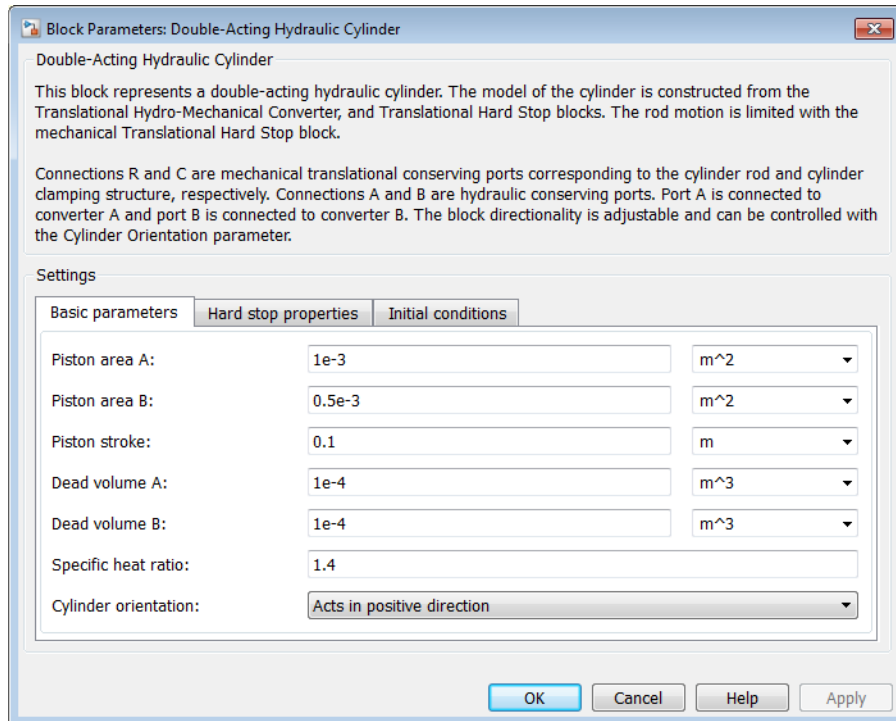 Block Parameters: Double-Acting Hydraulic Cylinder
Double-Acting Hydraulic Cylinder
This block represents a double-acting hydraulic cylinder. The model of the cylinder is constructed from the
Translational Hydro-Mechanical Converter, and Translational Hard Stop blocks. The rod motion is limited with the
mechanical Translational Hard Stop block.
Connections R and C are mechanical translational conserving ports corresponding to the cylinder rod and cylinder
clamping structure, respectively. Connections A and B are hydraulic conserving ports. Port A is connected to
converter A and port B is connected to converter B. The block directionality is adjustable and can be controlled with
the Cylinder Orientation parameter.
Settings
Basic parameters Hard stop properties Initial conditions
Piston area A: 1e-3 m^2
Piston area B: 0.5e-3 m^2
Piston stroke: 0.1 m
Dead volume A: 1e-4 m^3
Dead volume B: 1e-4 m^3
Specific heat ratio: 1.4
Cylinder orientation: Acts in positive direction
OK Cancel Help Apply